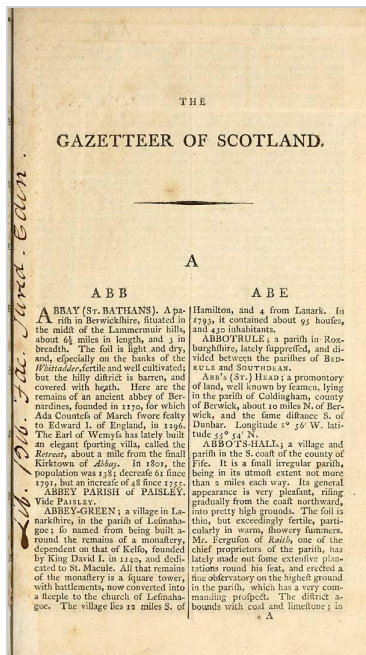 THE
GAZETTEER OF SCOTLAND.
A
ABB
ABBAY (ST. BATHANS). A pa-
riſh in Berwickſhire, ſituated in
the midſt of the Lammermuir hills,
about 6½ miles in length, and 3 in
breadth. The ſoil is light and dry,
and, eſpecially on the banks of the
Whittadder, fertile and well cultivated;
but the hilly diſtrict is barren, and
covered with heath. Here are the
remains of an ancient abbey of Ber-
nardines, founded in 1170, for which
Ada Counteſs of March ſwore fealty
to Edward I. of England, in 1296.
The Earl of Wemyſs has lately built
an elegant ſporting villa, called the
Retreat, about a mile from the ſmall
Kirktown of Abbay. In 1801, the
population was 138; decreaſe 61 ſince
1791, but an increaſe of 48 ſince 1755.
ABBEY PARISH of PAISLEY.
Vide PAISLEY.
ABBEY-GREEN; a village in La-
narkſhire, in the pariſh of Leſmaha-
goe; ſo named from being built a-
round the remains of a monaſtery,
dependent on that of Kelſo, founded
by King David I. in 1140, and dedi-
cated to St. Macule. All that remains
of the monaſtery is a ſquare tower,
with battlements, now converted into
a ſteeple to the church of Leſmaha-
goe. The village lies 12 miles S. of
ABE
Hamilton, and 4 from Lanark. In
1793, it contained about 95 houſes,
and 430 inhabitants.
ABBOTRULE; a pariſh in Rox-
burghſhire, lately ſuppreſſed, and di-
vided between the pariſhes of BED-
RULE and SOUTHDEAN.
ABB'S (ST.) HEAD; a promontory
of land, well known by ſeamen, lying
in the pariſh of Coldingham, county
of Berwick, about 10 miles N. of Ber-
wick, and the ſame diſtance S. of
Dunbar. Longitude 1° 56′ W. lati-
tude 55° 54′ N.
ABBOTS-HALL; a village and
pariſh in the S. coaſt of the county of
Fife. It is a ſmall irregular pariſh,
being in its utmoſt extent not more
than 2 miles each way. Its general
appearance is very pleaſant, riſing
gradually from the coaſt northward,
into pretty high grounds. The ſoil is
thin, but exceedingly fertile, parti-
cularly in warm, ſhowery ſummers.
Mr. Ferguſon of Raith, one of the
chief proprietors of the pariſh, has
lately made out ſome extenſive plan-
tations round his ſeat, and erected a
fine obſervatory on the higheſt ground
in the pariſh, which has a very com-
manding proſpect. The diſtrict a-
bounds with coal and limeſtone; in
A
Lib. 1916. Fac. Jurid. Edin.